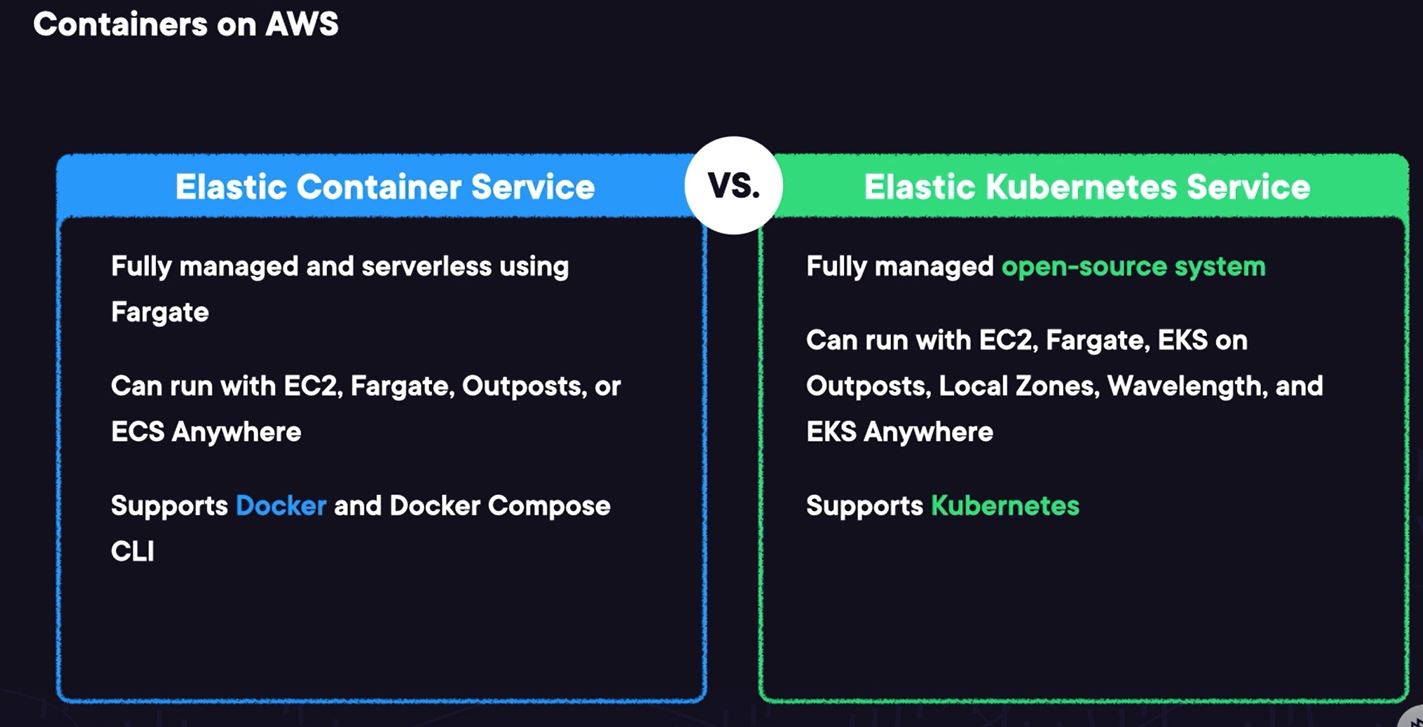 Containers on AWS
Elastic Container Service
VS.
Elastic Kubernetes Service
Fully managed and serverless using
Fargate
Can run with EC2, Fargate, Outposts, or
ECS Anywhere
Supports Docker and Docker Compose
CLI
Fully managed open-source system
Can run with EC2, Fargate, EKS on
Outposts, Local Zones, Wavelength, and
EKS Anywhere
Supports Kubernetes